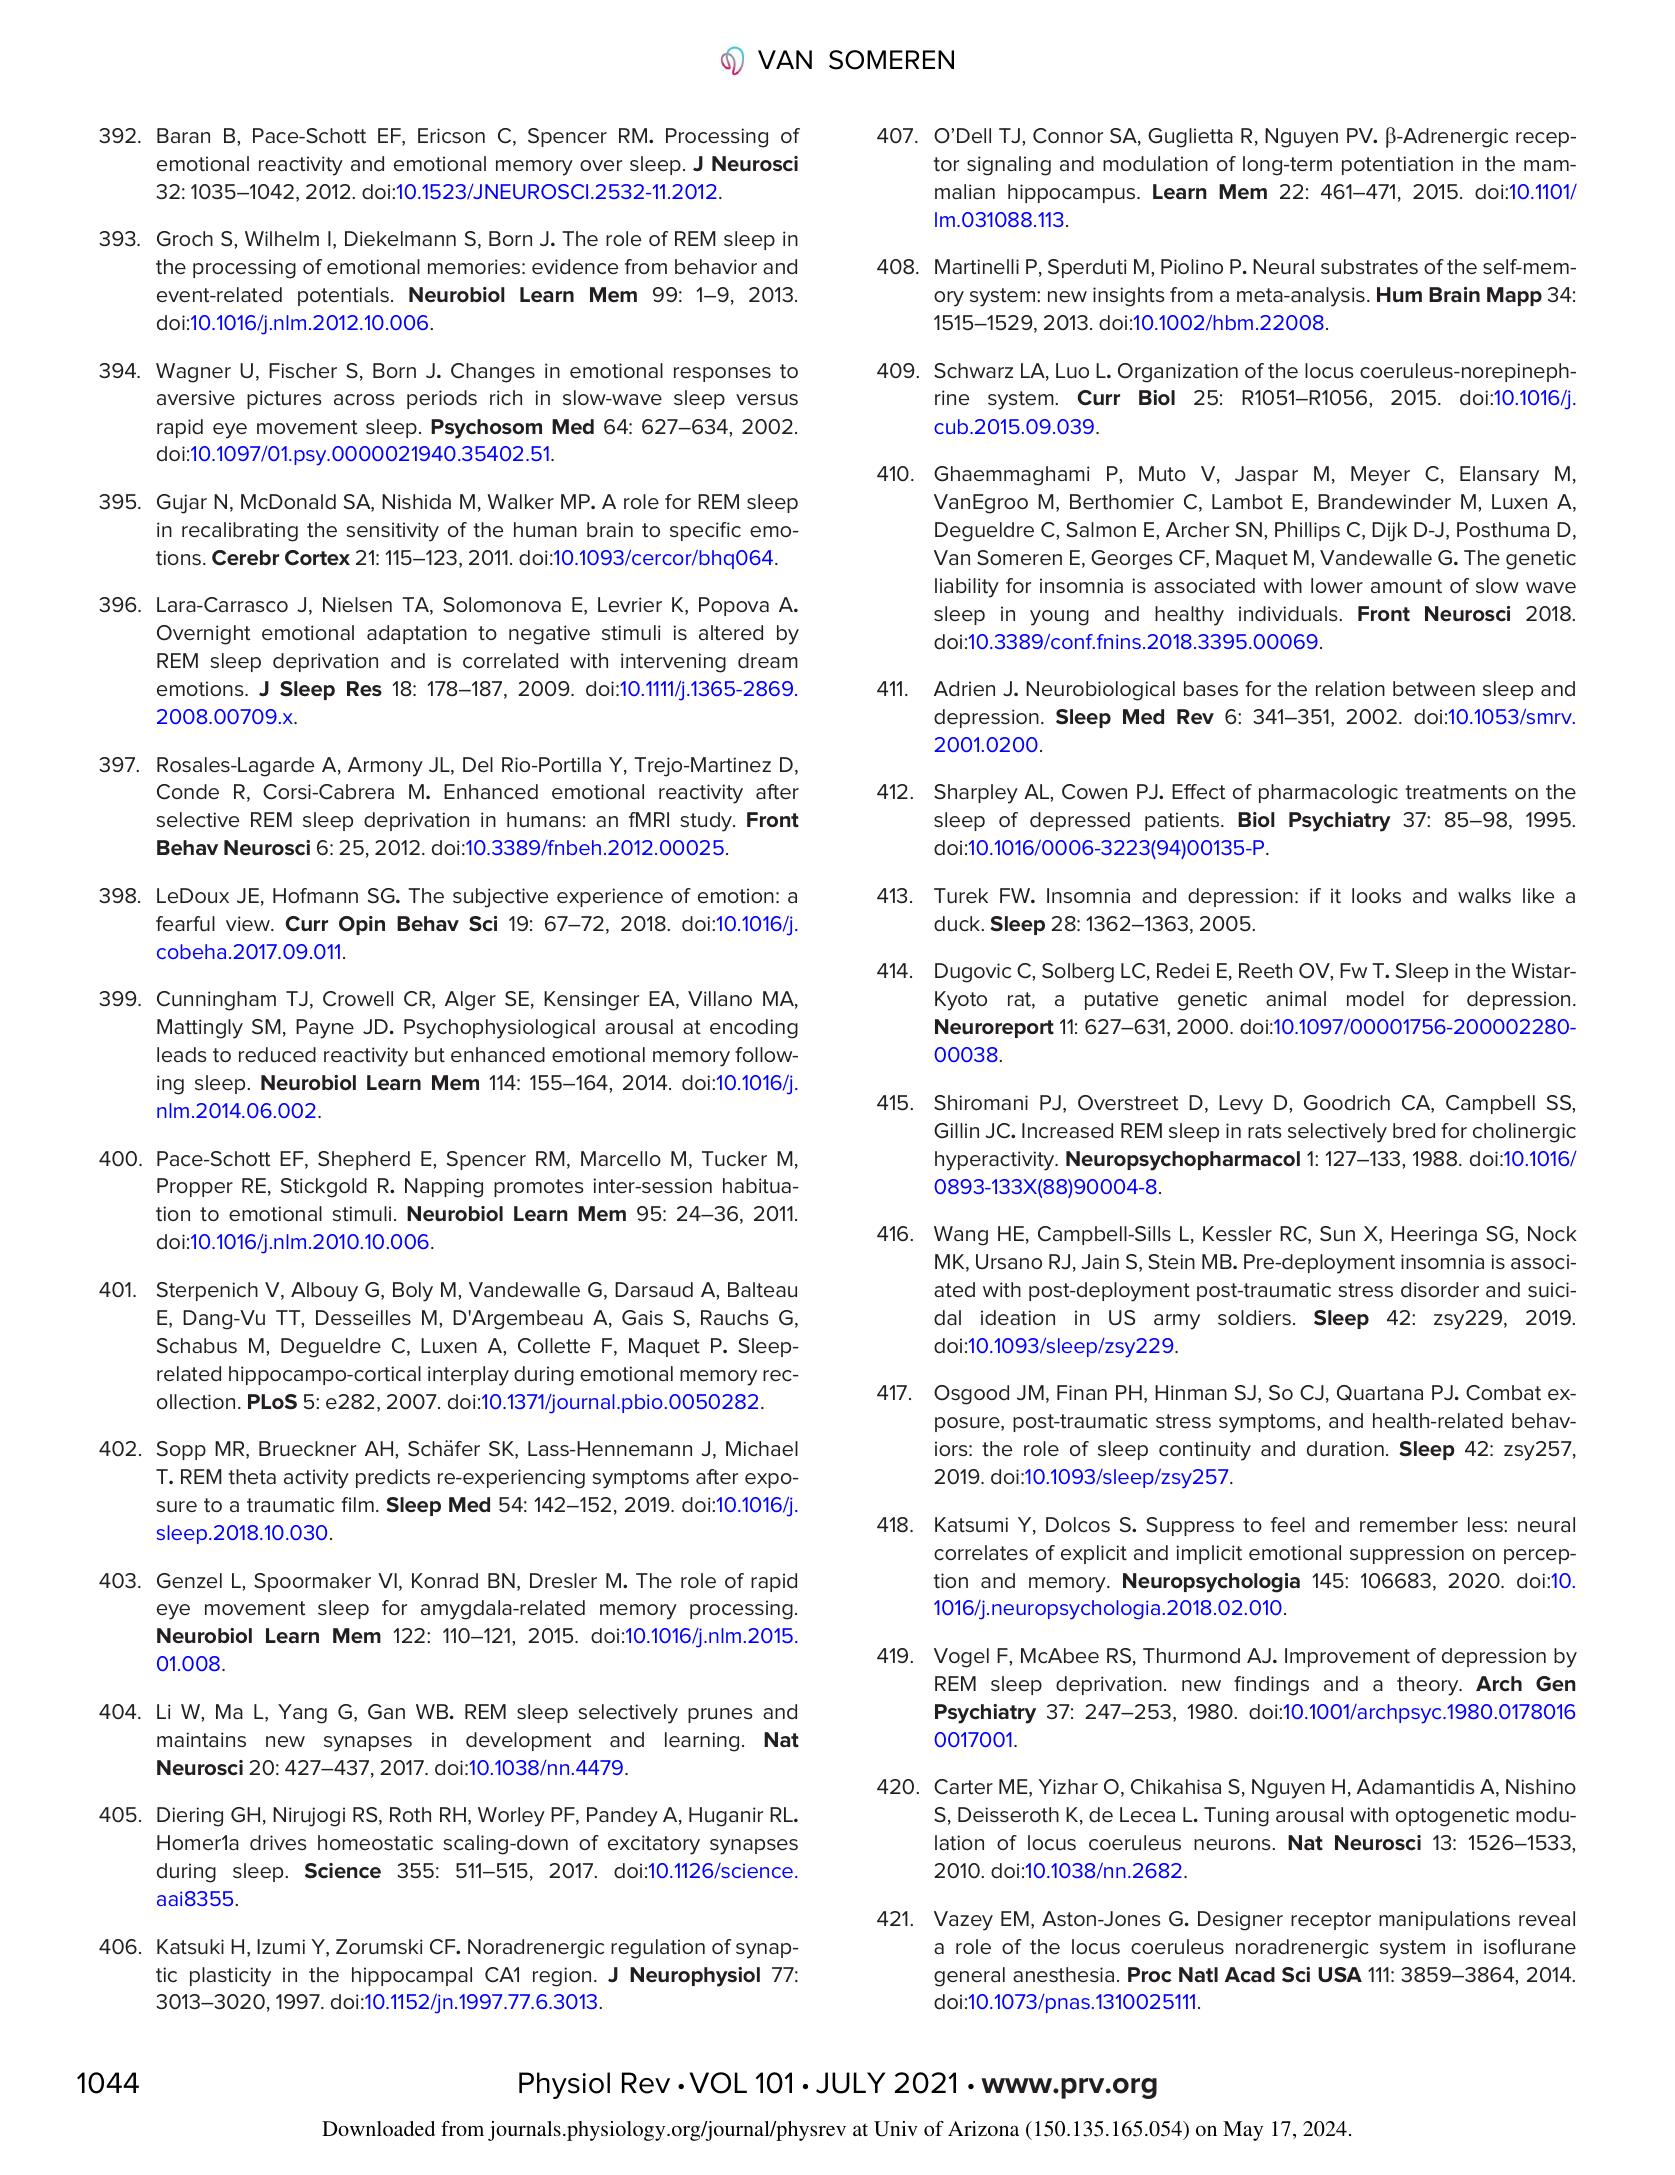 VAN SOMEREN
392. Baran B, Pace-Schott EF, Ericson C, Spencer RM. Processing of
emotional reactivity and emotional memory over sleep. J Neurosci
32: 1035–1042, 2012. doi:10.1523/JNEUROSCI.2532-11.2012.
393. Groch S, Wilhelm I, Diekelmann S, Born J. The role of REM sleep in
the processing of emotional memories: evidence from behavior and
event-related potentials. Neurobiol Learn Mem 99: 1–9, 2013.
doi:10.1016/j.nlm.2012.10.006.
394. Wagner U, Fischer S, Born J. Changes in emotional responses to
aversive pictures across periods rich in slow-wave sleep versus
rapid eye movement sleep. Psychosom Med 64: 627–634, 2002.
doi:10.1097/01.psy.0000021940.35402.51.
395. Gujar N, McDonald SA, Nishida M, Walker MP. A role for REM sleep
in recalibrating the sensitivity of the human brain to specific emo-
tions. Cerebr Cortex 21: 115–123, 2011. doi:10.1093/cercor/bhq064.
396. Lara-Carrasco J, Nielsen TA, Solomonova E, Levrier K, Popova A.
Overnight emotional adaptation to negative stimuli is altered by
REM sleep deprivation and is correlated with intervening dream
emotions. J Sleep Res 18: 178–187, 2009. doi:10.1111/j.1365-2869.
2008.00709.x.
397. Rosales-Lagarde A, Armony JL, Del Rio-Portilla Y, Trejo-Martinez D,
Conde R, Corsi-Cabrera M. Enhanced emotional reactivity after
selective REM sleep deprivation in humans: an fMRI study. Front
Behav Neurosci 6: 25, 2012. doi:10.3389/fnbeh.2012.00025.
398. LeDoux JE, Hofmann SG. The subjective experience of emotion: a
fearful view. Curr Opin Behav Sci 19: 67–72, 2018. doi:10.1016/j.
cobeha.2017.09.011.
399. Cunningham TJ, Crowell CR, Alger SE, Kensinger EA, Villano MA,
Mattingly SM, Payne JD. Psychophysiological arousal at encoding
leads to reduced reactivity but enhanced emotional memory follow-
ing sleep. Neurobiol Learn Mem 114: 155–164, 2014. doi:10.1016/j.
nlm.2014.06.002.
400. Pace-Schott EF, Shepherd E, Spencer RM, Marcello M, Tucker M,
Propper RE, Stickgold R. Napping promotes inter-session habitua-
tion to emotional stimuli. Neurobiol Learn Mem 95: 24–36, 2011.
doi:10.1016/j.nlm.2010.10.006.
401. Sterpenich V, Albouy G, Boly M, Vandewalle G, Darsaud A, Balteau
E, Dang-Vu TT, Desseilles M, D'Argembeau A, Gais S, Rauchs G,
Schabus M, Degueldre C, Luxen A, Collette F, Maquet P. Sleep-
related hippocampo-cortical interplay during emotional memory rec-
ollection. PLoS 5: e282, 2007. doi:10.1371/journal.pbio.0050282.
402. Sopp MR, Brueckner AH, Schäfer SK, Lass-Hennemann J, Michael
T. REM theta activity predicts re-experiencing symptoms after expo-
sure to a traumatic film. Sleep Med 54: 142–152, 2019. doi:10.1016/j.
sleep.2018.10.030.
403. Genzel L, Spoormaker VI, Konrad BN, Dresler M. The role of rapid
eye movement sleep for amygdala-related memory processing.
Neurobiol Learn Mem 122: 110–121, 2015. doi:10.1016/j.nlm.2015.
01.008.
404. Li W, Ma L, Yang G, Gan WB. REM sleep selectively prunes and
maintains new synapses in development and learning. Nat
Neurosci 20: 427–437, 2017. doi:10.1038/nn.4479.
405. Diering GH, Nirujogi RS, Roth RH, Worley PF, Pandey A, Huganir RL.
Homer1a drives homeostatic scaling-down of excitatory synapses
during sleep. Science 355: 511–515, 2017. doi:10.1126/science.
aai8355.
406. Katsuki H, Izumi Y, Zorumski CF. Noradrenergic regulation of synap-
tic plasticity in the hippocampal CA1 region. J Neurophysiol 77:
3013–3020, 1997. doi:10.1152/jn.1997.77.6.3013.
407. O’Dell TJ, Connor SA, Guglietta R, Nguyen PV. β-Adrenergic recep-
tor signaling and modulation of long-term potentiation in the mam-
malian hippocampus. Learn Mem 22: 461–471, 2015. doi:10.1101/
lm.031088.113.
408. Martinelli P, Sperduti M, Piolino P. Neural substrates of the self-mem-
ory system: new insights from a meta-analysis. Hum Brain Mapp 34:
1515–1529, 2013. doi:10.1002/hbm.22008.
409. Schwarz LA, Luo L. Organization of the locus coeruleus-norepineph-
rine system. Curr Biol 25: R1051–R1056, 2015. doi:10.1016/j.
cub.2015.09.039.
410. Ghaemmaghami P, Muto V, Jaspar M, Meyer C, Elansary M,
VanEgroo M, Berthomier C, Lambot E, Brandewinder M, Luxen A,
Degueldre C, Salmon E, Archer SN, Phillips C, Dijk D-J, Posthuma D,
Van Someren E, Georges CF, Maquet M, Vandewalle G. The genetic
liability for insomnia is associated with lower amount of slow wave
sleep in young and healthy individuals. Front Neurosci 2018.
doi:10.3389/conf.fnins.2018.3395.00069.
411. Adrien J. Neurobiological bases for the relation between sleep and
depression. Sleep Med Rev 6: 341–351, 2002. doi:10.1053/smrv.
2001.0200.
412. Sharpley AL, Cowen PJ. Effect of pharmacologic treatments on the
sleep of depressed patients. Biol Psychiatry 37: 85–98, 1995.
doi:10.1016/0006-3223(94)00135-P.
413. Turek FW. Insomnia and depression: if it looks and walks like a
duck. Sleep 28: 1362–1363, 2005.
414. Dugovic C, Solberg LC, Redei E, Reeth OV, Fw T. Sleep in the Wistar-
Kyoto rat, a putative genetic animal model for depression.
Neuroreport 11: 627–631, 2000. doi:10.1097/00001756-200002280-
00038.
415. Shiromani PJ, Overstreet D, Levy D, Goodrich CA, Campbell SS,
Gillin JC. Increased REM sleep in rats selectively bred for cholinergic
hyperactivity. Neuropsychopharmacol 1: 127–133, 1988. doi:10.1016/
0893-133X(88)90004-8.
416. Wang HE, Campbell-Sills L, Kessler RC, Sun X, Heeringa SG, Nock
MK, Ursano RJ, Jain S, Stein MB. Pre-deployment insomnia is associ-
ated with post-deployment post-traumatic stress disorder and suici-
dal ideation in US army soldiers. Sleep 42: zsy229, 2019.
doi:10.1093/sleep/zsy229.
417. Osgood JM, Finan PH, Hinman SJ, So CJ, Quartana PJ. Combat ex-
posure, post-traumatic stress symptoms, and health-related behav-
iors: the role of sleep continuity and duration. Sleep 42: zsy257,
2019. doi:10.1093/sleep/zsy257.
418. Katsumi Y, Dolcos S. Suppress to feel and remember less: neural
correlates of explicit and implicit emotional suppression on percep-
tion and memory. Neuropsychologia 145: 106683, 2020. doi:10.
1016/j.neuropsychologia.2018.02.010.
419. Vogel F, McAbee RS, Thurmond AJ. Improvement of depression by
REM sleep deprivation. new findings and a theory. Arch Gen
Psychiatry 37: 247–253, 1980. doi:10.1001/archpsyc.1980.0178016
0017001.
420. Carter ME, Yizhar O, Chikahisa S, Nguyen H, Adamantidis A, Nishino
S, Deisseroth K, de Lecea L. Tuning arousal with optogenetic modu-
lation of locus coeruleus neurons. Nat Neurosci 13: 1526–1533,
2010. doi:10.1038/nn.2682.
421. Vazey EM, Aston-Jones G. Designer receptor manipulations reveal
a role of the locus coeruleus noradrenergic system in isoflurane
general anesthesia. Proc Natl Acad Sci USA 111: 3859–3864, 2014.
doi:10.1073/pnas.1310025111.
1044 Physiol Rev • VOL 101 • JULY 2021 • www.prv.org
Downloaded from journals.physiology.org/journal/physrev at Univ of Arizona (150.135.165.054) on May 17, 2024.